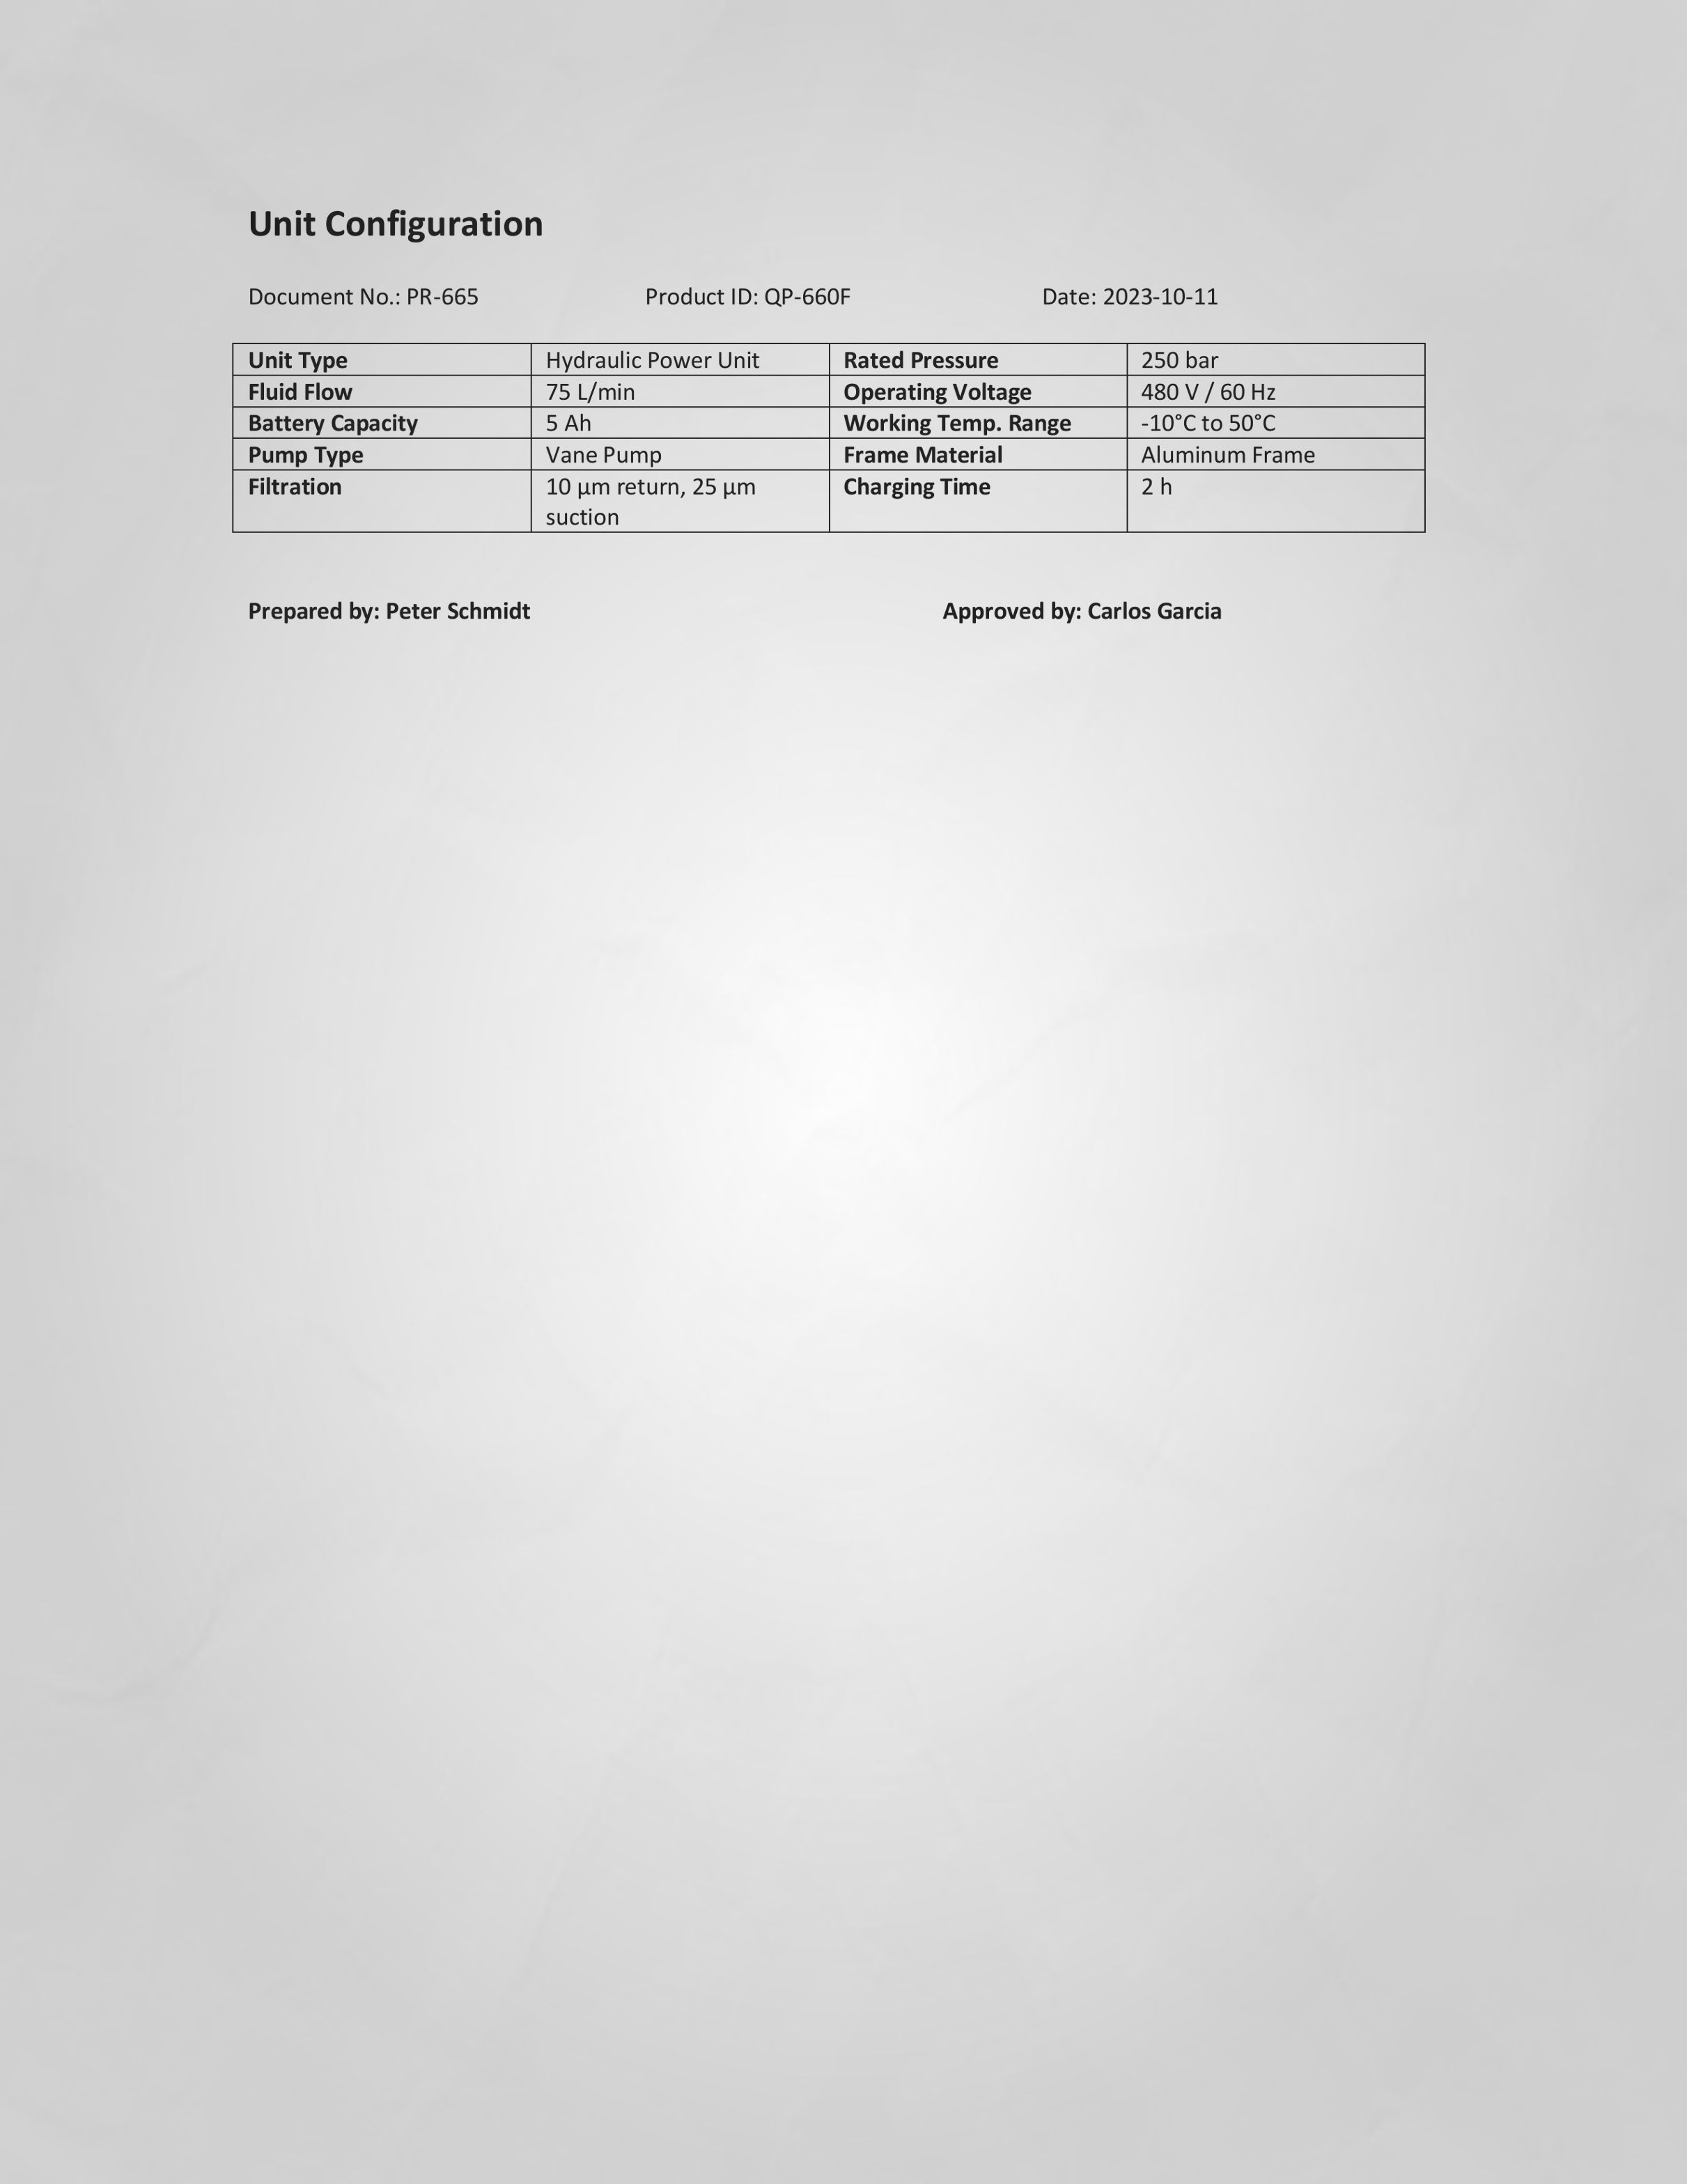 Unit Configuration
Document No.: PR-665 Product ID: QP-660F Date: 2023-10-11
Unit Type Hydraulic Power Unit Rated Pressure 250 bar
Fluid Flow 75 L/min Operating Voltage 480 V / 60 Hz
Battery Capacity 5 Ah Working Temp. Range -10°C to 50°C
Pump Type Vane Pump Frame Material Aluminum Frame
Filtration 10 µm return, 25 µm Charging Time 2 h
suction
Prepared by: Peter Schmidt Approved by: Carlos Garcia